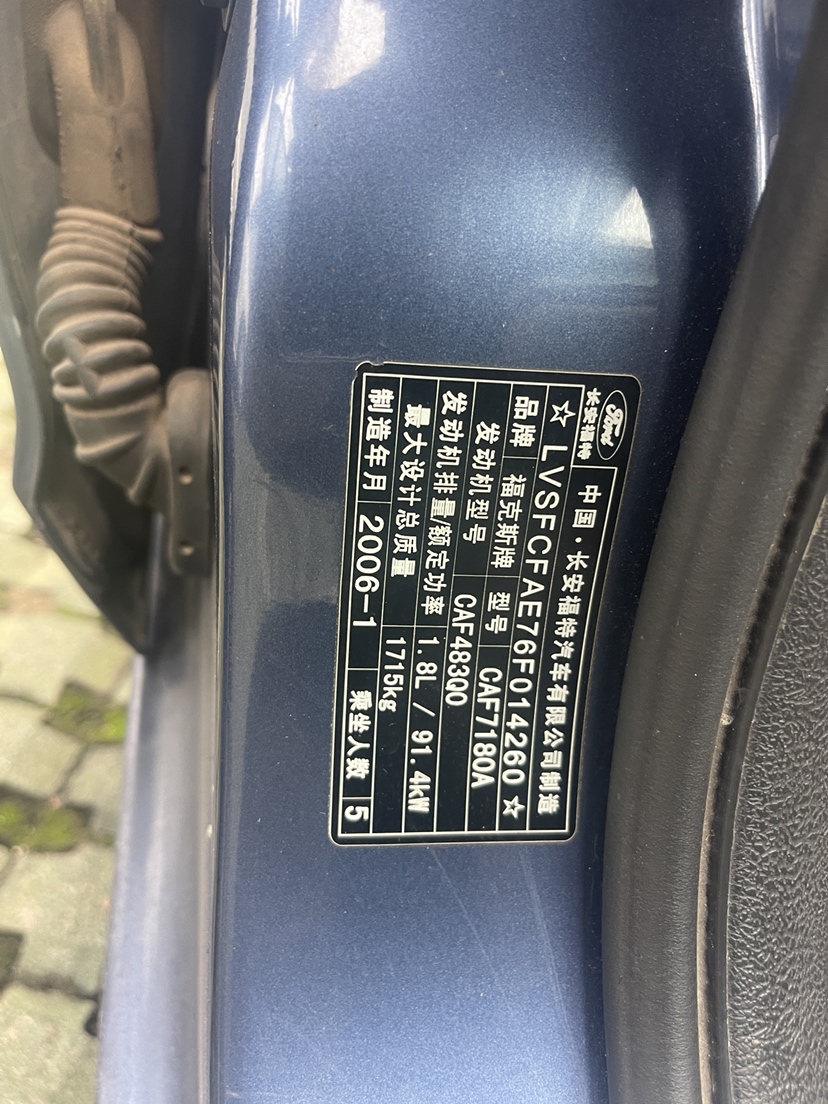 Ford
长安福特
中国·长安福特汽车有限公司制造
☆ LVSFCFAE76F014260 ☆
品牌 福克斯牌 型号 CAF7180A
发动机型号 CAF483Q0
发动机排量/额定功率 1.8L / 91.4kW
最大设计总质量 1715kg
制造年月 2006-1 乘坐人数 5